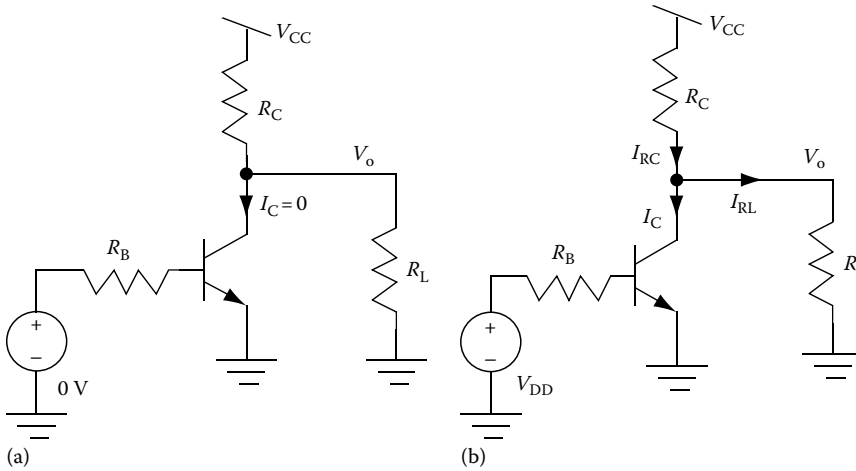 V_CC
R_C
V_o
I_C = 0
R_B
R_L
+
−
0 V
(a)
V_CC
R_C
I_RC
V_o
I_C
I_RL
R_B
R
+
−
V_DD
(b)